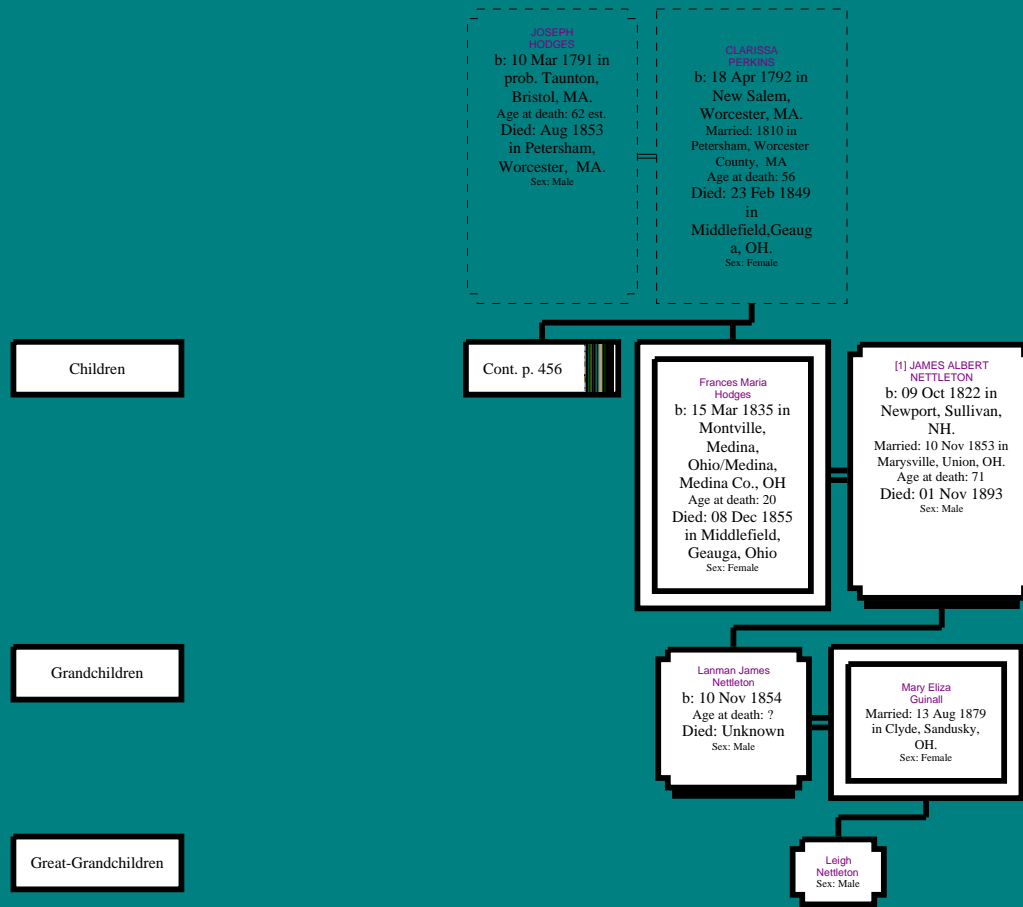 JOSEPH
HODGES
b: 10 Mar 1791 in
prob. Taunton,
Bristol, MA.
Age at death: 62 est.
Died: Aug 1853
in Petersham,
Worcester, MA.
Sex: Male
CLARISSA
PERKINS
b: 18 Apr 1792 in
New Salem,
Worcester, MA.
Married: 1810 in
Petersham, Worcester
County, MA
Age at death: 56
Died: 23 Feb 1849
in
Middlefield,Geaug
a, OH.
Sex: Female
Children
Cont. p. 456
Frances Maria
Hodges
b: 15 Mar 1835 in
Montville,
Medina,
Ohio/Medina,
Medina Co., OH
Age at death: 20
Died: 08 Dec 1855
in Middlefield,
Geauga, Ohio
Sex: Female
[1] JAMES ALBERT
NETTLETON
b: 09 Oct 1822 in
Newport, Sullivan,
NH.
Married: 10 Nov 1853 in
Marysville, Union, OH.
Age at death: 71
Died: 01 Nov 1893
Sex: Male
Grandchildren
Lanman James
Nettleton
b: 10 Nov 1854
Age at death: ?
Died: Unknown
Sex: Male
Mary Eliza
Guinall
Married: 13 Aug 1879
in Clyde, Sandusky,
OH.
Sex: Female
Great-Grandchildren
Leigh
Nettleton
Sex: Male